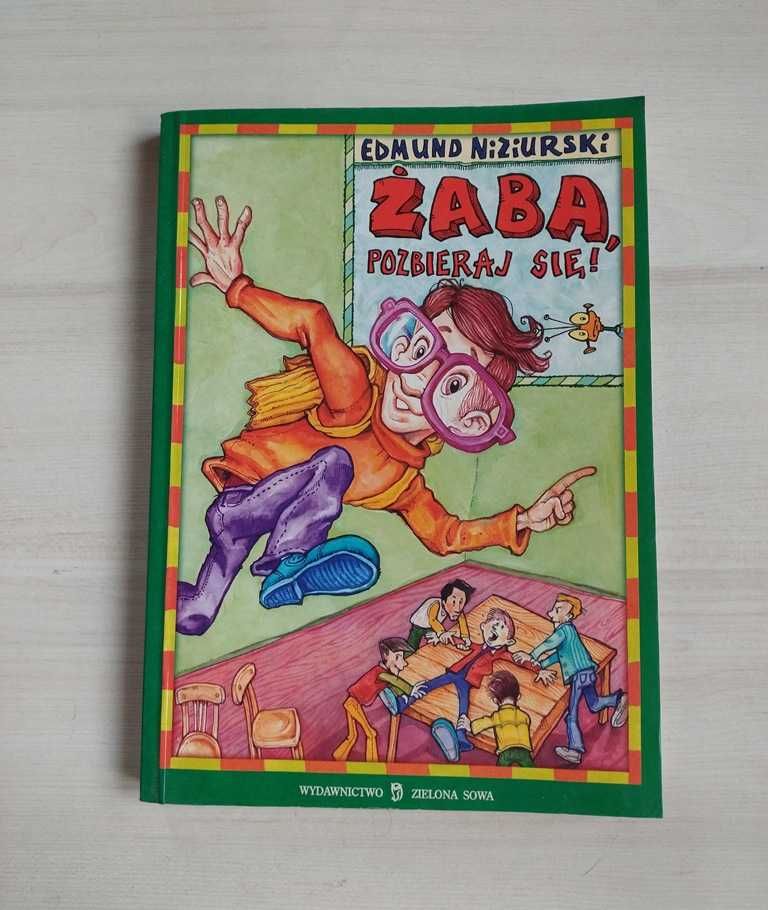 EDMUND NiZiURSKi
ŻABA,
POZBIERAJ SIĘ!
WYDAWNICTWO ZIELONA SOWA